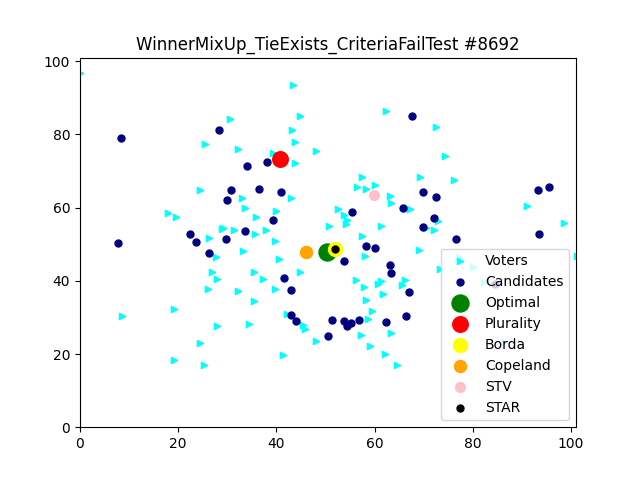 WinnerMixUp_TieExists_CriteriaFailTest #8692
100
80
60
40
20
0
0
20
40
60
80
100
Voters
Candidates
Optimal
Plurality
Borda
Copeland
STV
STAR